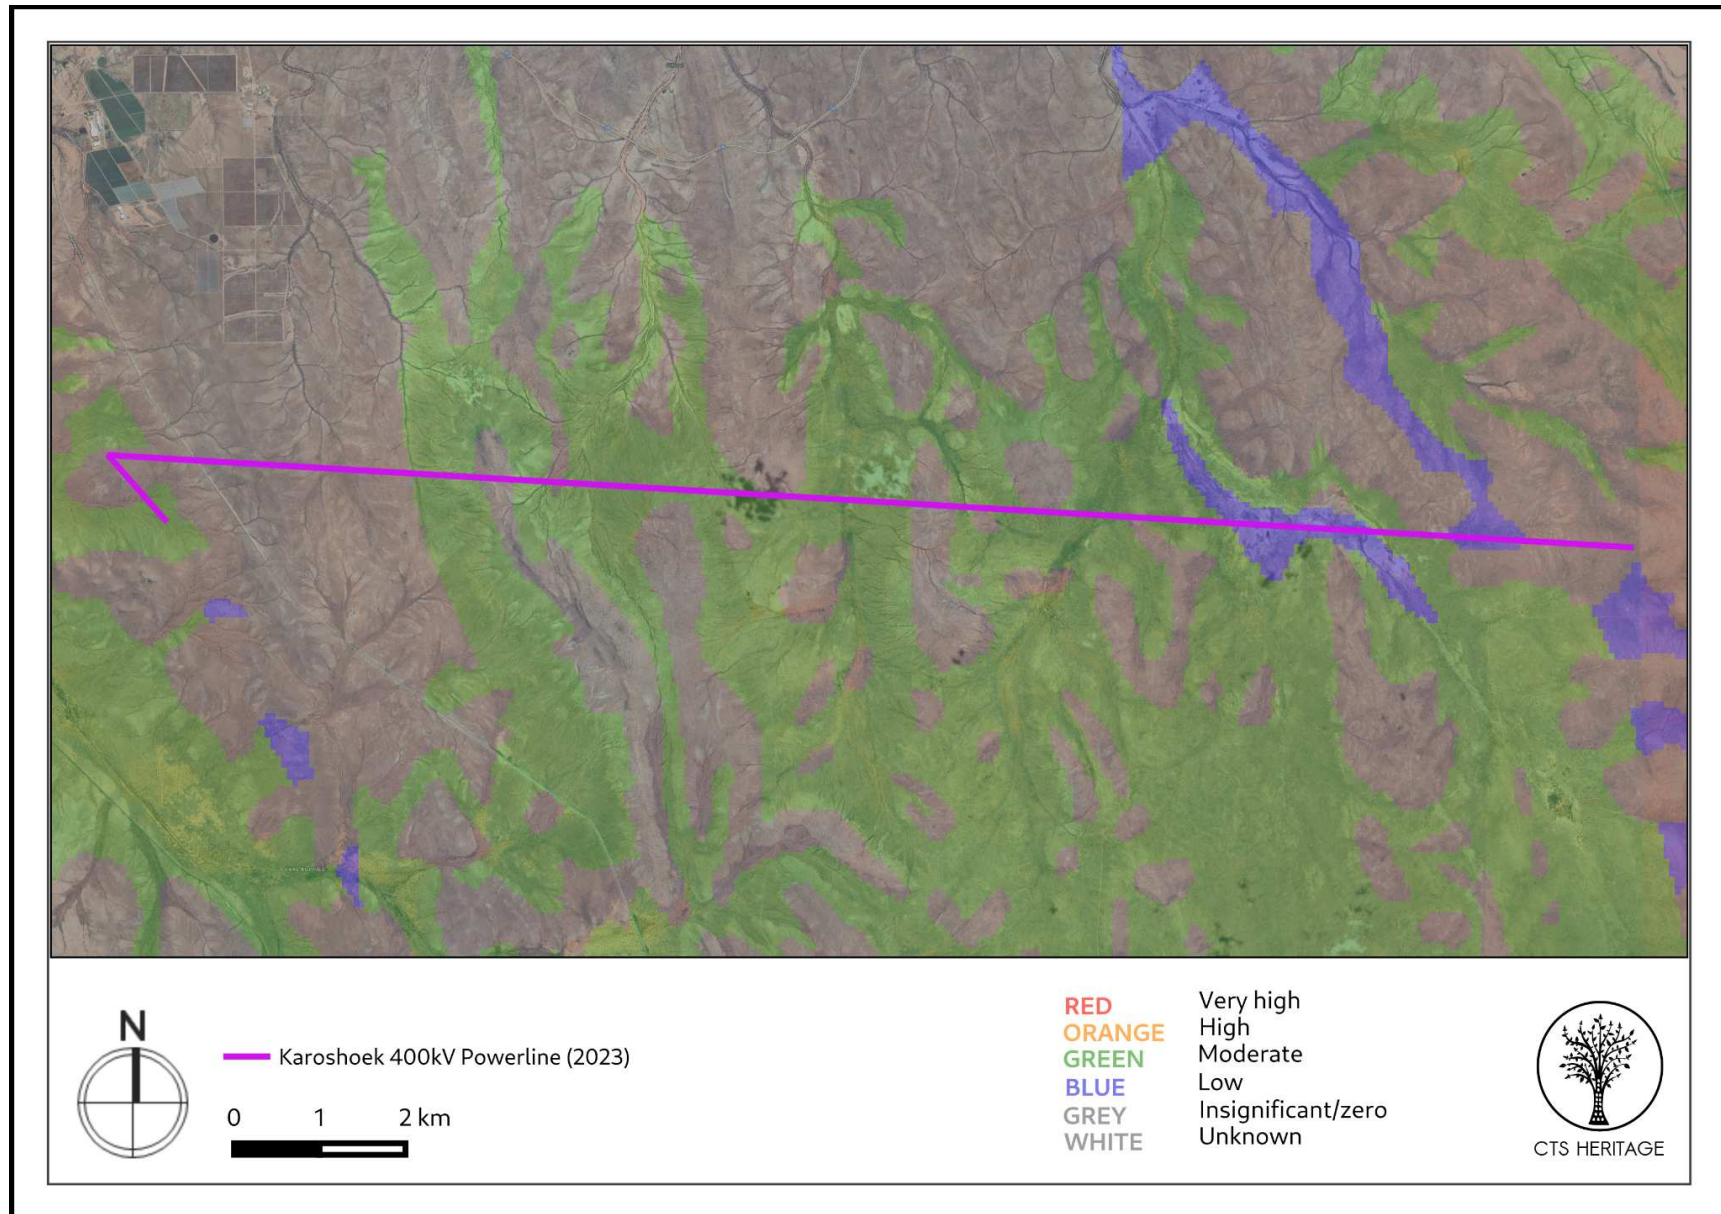 N
Karoshoek 400kV Powerline (2023)
0 1 2 km
RED Very high
ORANGE High
GREEN Moderate
BLUE Low
GREY Insignificant/zero
WHITE Unknown
CTS HERITAGE